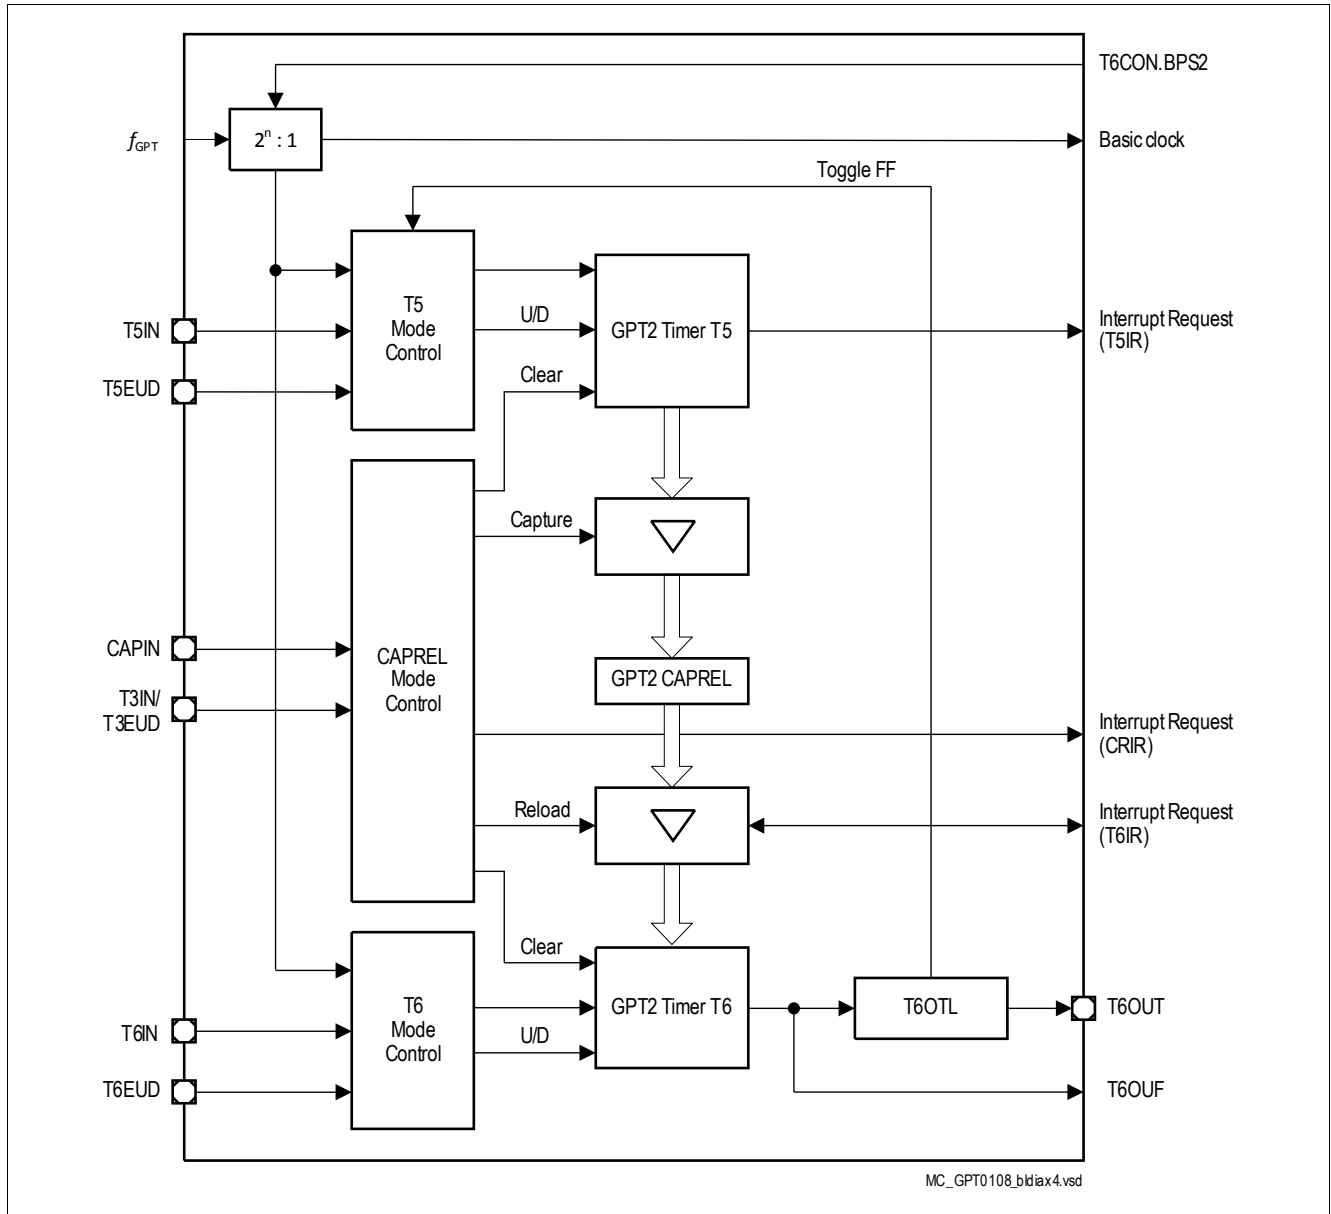 T6CON.BPS2
fGPT
2n : 1
Basic clock
Toggle FF
T5
Mode
Control
U/D
GPT2 Timer T5
T5IN
Interrupt Request
(T5IR)
T5EUD
Clear
Capture
CAPIN
CAPREL
Mode
Control
GPT2 CAPREL
T3IN/
T3EUD
Interrupt Request
(CRIR)
Reload
Interrupt Request
(T6IR)
Clear
T6
Mode
Control
GPT2 Timer T6
T6OTL
T6OUT
T6IN
U/D
T6EUD
T6OUF
MC_GPT0108_bldiax4.vsd